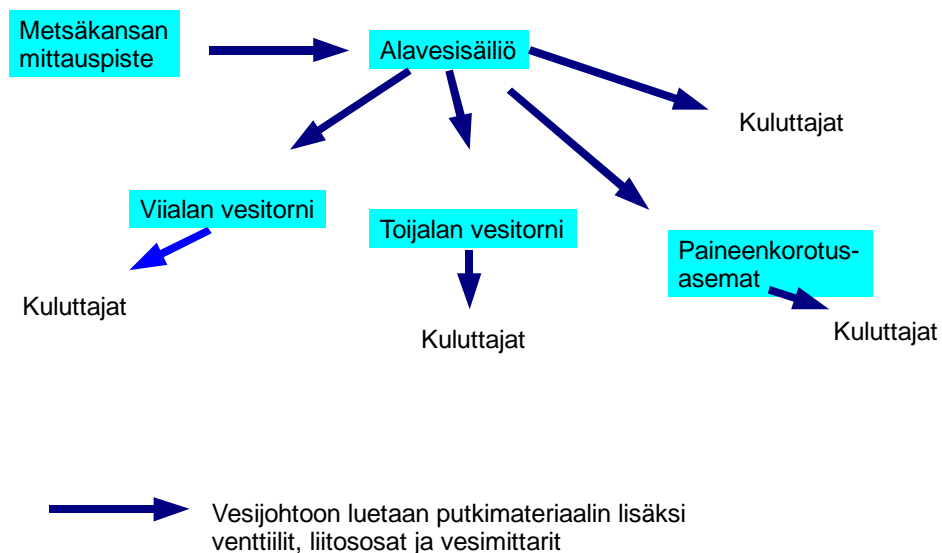 Metsäkansan
mittauspiste
Alavesisäiliö
Kuluttajat
Viialan vesitorni
Toijalan vesitorni
Paineenkorotus-
asemat
Kuluttajat
Kuluttajat
Kuluttajat
Vesijohtoon luetaan putkimateriaalin lisäksi
venttiilit, liitososat ja vesimittarit